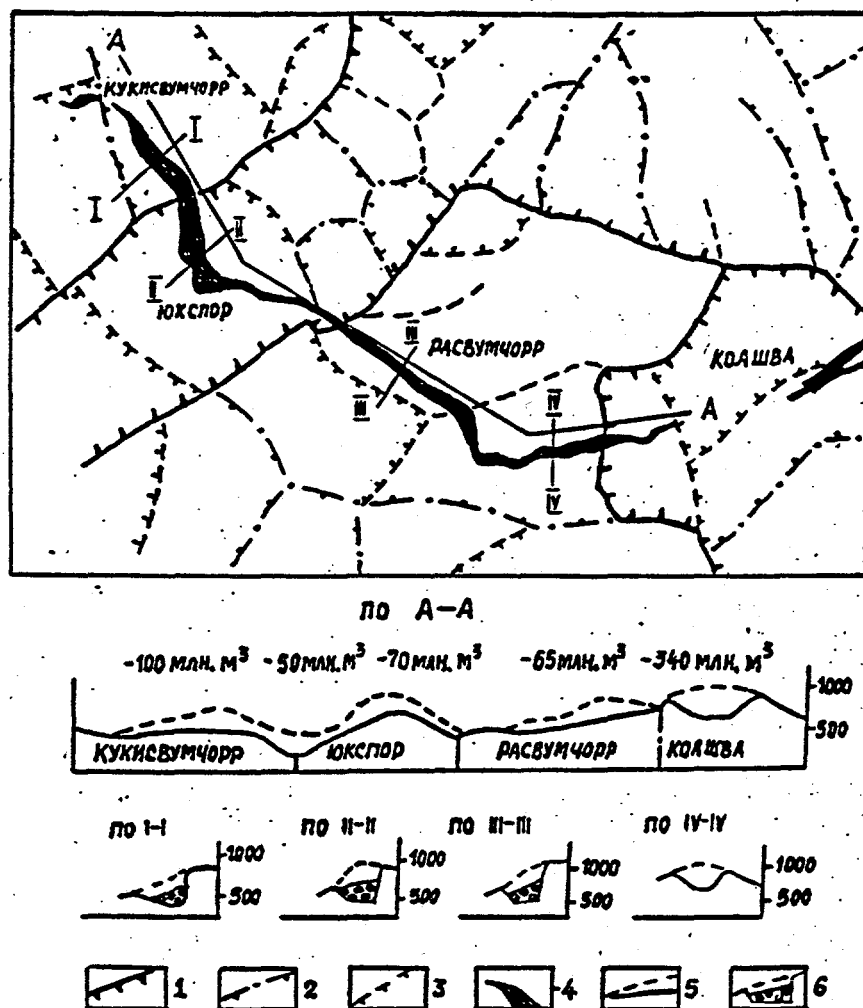 А
КУКИСВУМЧОРР
I
I
II
II
ЮКСПОР
III
РАСВУМЧОРР
КОАШВА
III
IV
А
IV
по А–А
-100 млн. м³ -50 млн. м³ -70 млн. м³ -65 млн. м³ -340 млн. м³
1000
500
КУКИСВУМЧОРР ЮКСПОР РАСВУМЧОРР КОАШВА
по I-I по II-II по III-III по IV-IV
1000 1000 1000 1000
500 500 500 500
1 2 3 4 5 6